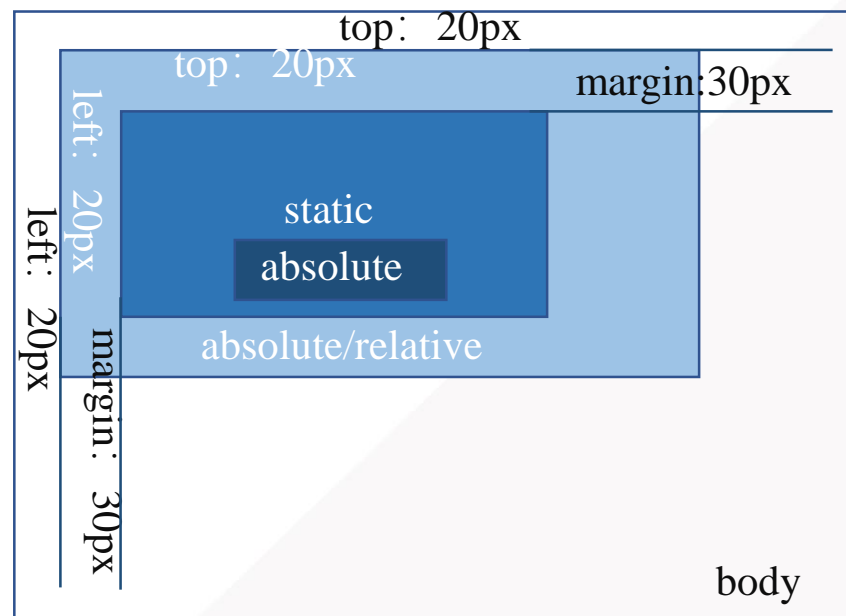 top： 20px
top： 20px
margin:30px
left： 20px
left： 20px
static
absolute
absolute/relative
margin： 30px
body